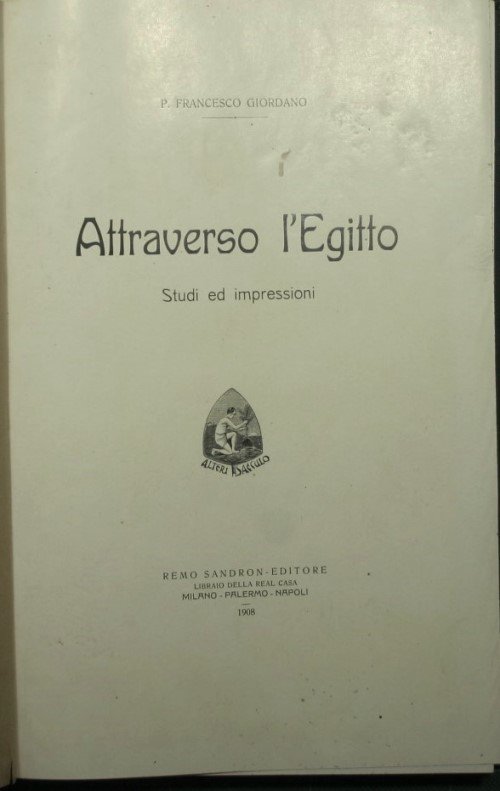 P. FRANCESCO GIORDANO
Attraverso l'Egitto
Studi ed impressioni
ALTERI SAECULO
REMO SANDRON-EDITORE
LIBRAIO DELLA REAL CASA
MILANO - PALERMO - NAPOLI
1908